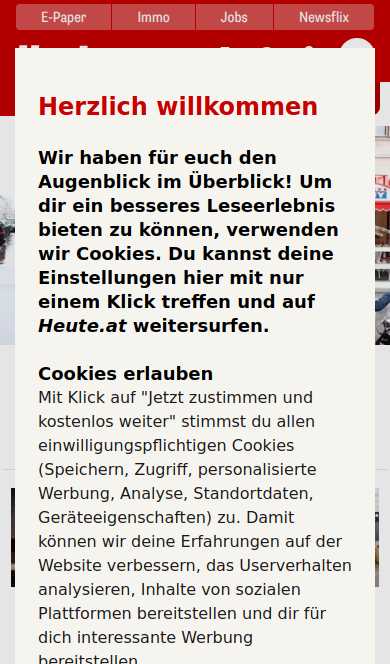 E-Paper Immo Jobs Newsflix
Herzlich willkommen
Wir haben für euch den
Augenblick im Überblick! Um
dir ein besseres Leseerlebnis
bieten zu können, verwenden
wir Cookies. Du kannst deine
Einstellungen hier mit nur
einem Klick treffen und auf
Heute.at weitersurfen.
Cookies erlauben
Mit Klick auf "Jetzt zustimmen und
kostenlos weiter" stimmst du allen
einwilligungspflichtigen Cookies
(Speichern, Zugriff, personalisierte
Werbung, Analyse, Standortdaten,
Geräteeigenschaften) zu. Damit
können wir deine Erfahrungen auf der
Website verbessern, das Userverhalten
analysieren, Inhalte von sozialen
Plattformen bereitstellen und dir für
dich interessante Werbung
bereitstellen